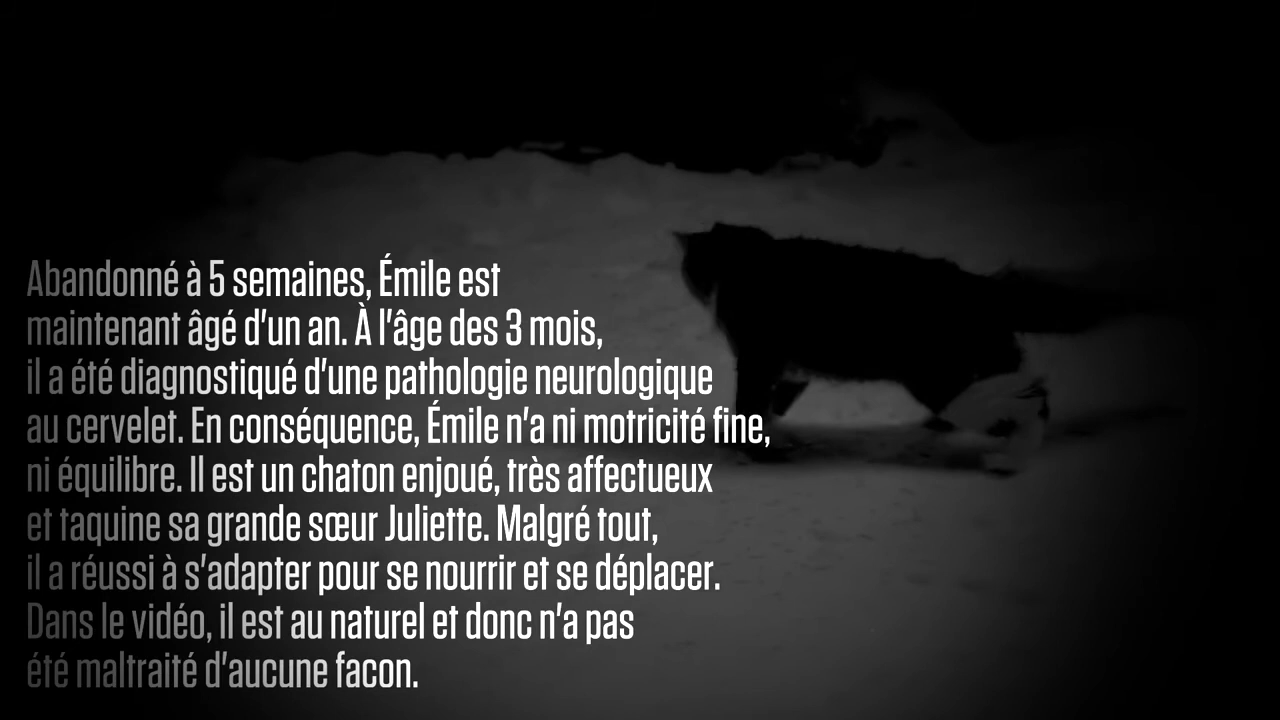 Abandonné à 5 semaines, Émile est
maintenant âgé d'un an. À l'âge des 3 mois,
il a été diagnostiqué d'une pathologie neurologique
au cervelet. En conséquence, Émile n'a ni motricité fine,
ni équilibre. Il est un chaton enjoué, très affectueux
et taquine sa grande sœur Juliette. Malgré tout,
il a réussi à s'adapter pour se nourrir et se déplacer.
Dans le vidéo, il est au naturel et donc n'a pas
été maltraité d'aucune facon.